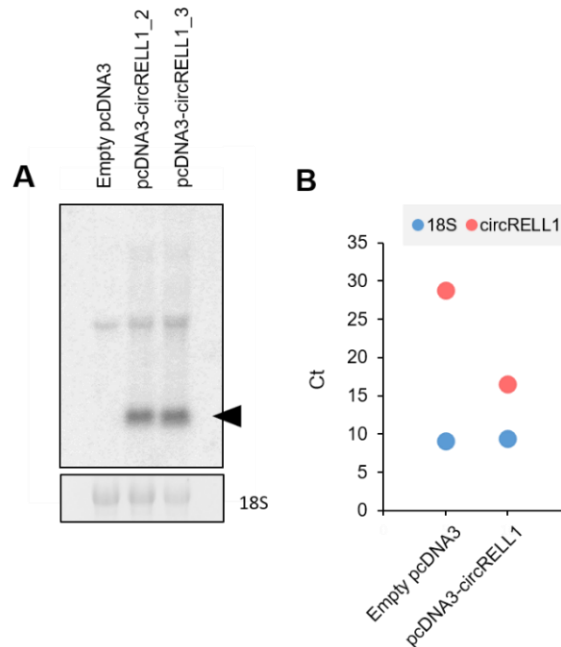 A
Empty pcDNA3
pcDNA3-circRELL1_2
pcDNA3-circRELL1_3
18S
B
18S circRELL1
35
30
25
20
15
10
5
0
Ct
Empty pcDNA3
pcDNA3-circRELL1